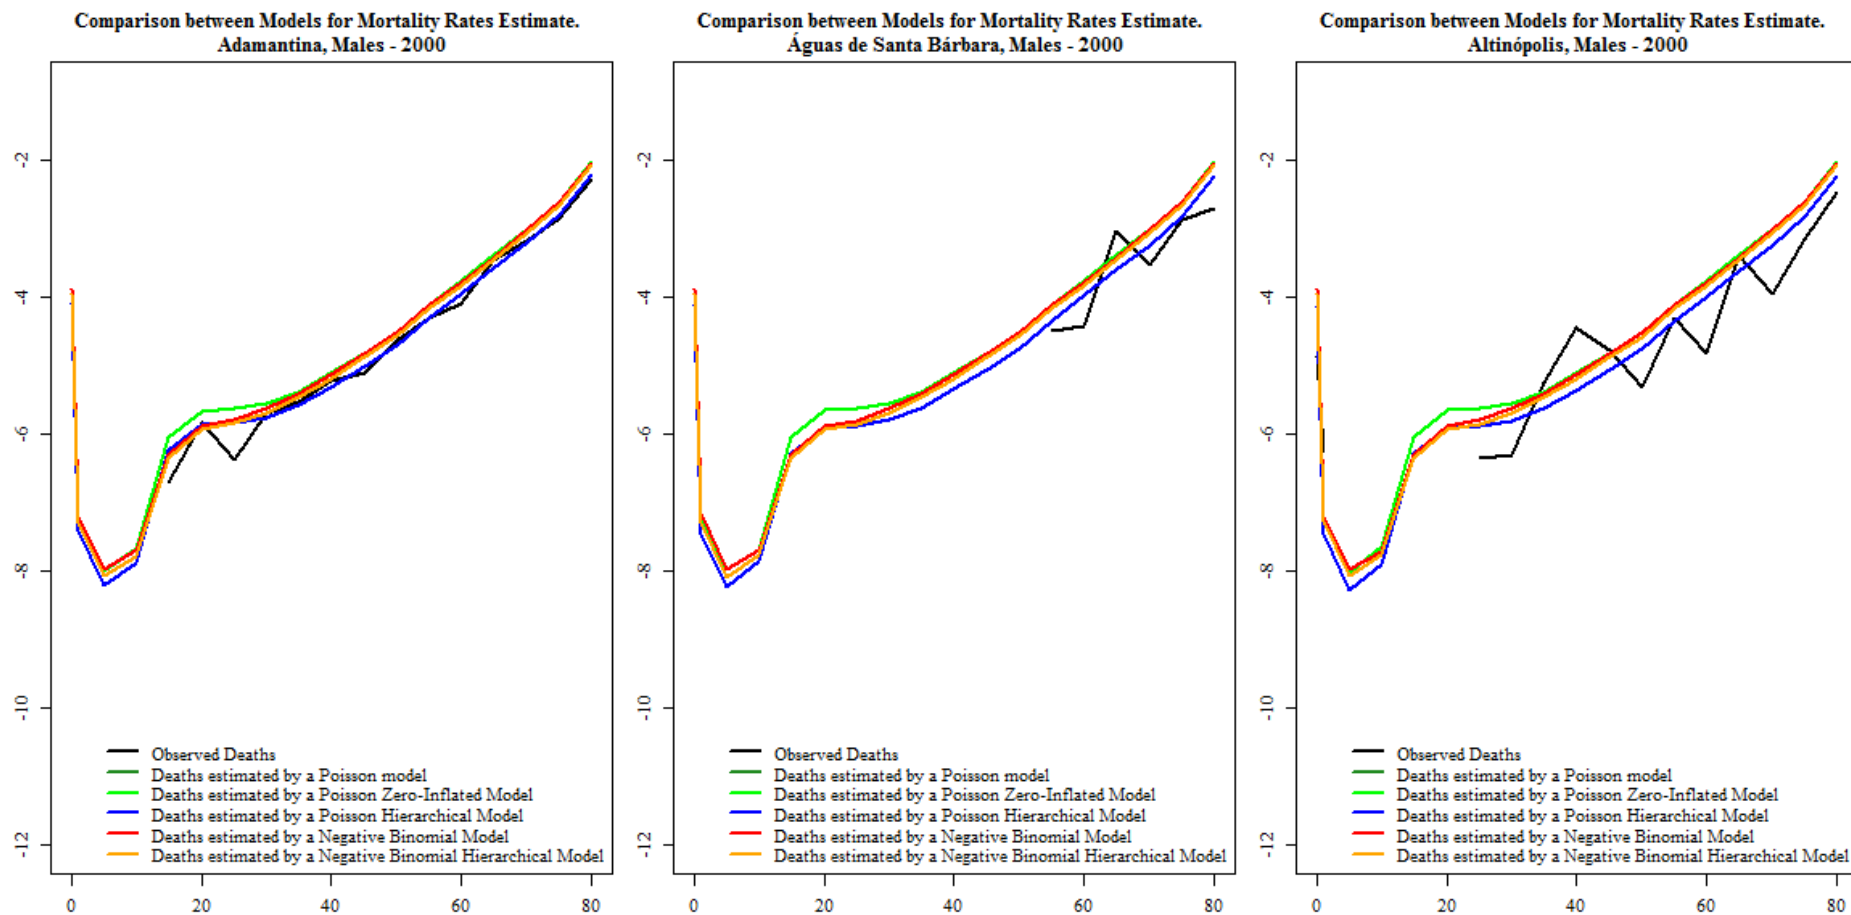 Comparison between Models for Mortality Rates Estimate.
Adamantina, Males - 2000
-2
-4
-6
-8
-10
-12
Observed Deaths
Deaths estimated by a Poisson model
Deaths estimated by a Poisson Zero-Inflated Model
Deaths estimated by a Poisson Hierarchical Model
Deaths estimated by a Negative Binomial Model
Deaths estimated by a Negative Binomial Hierarchical Model
0 20 40 60 80
Comparison between Models for Mortality Rates Estimate.
Águas de Santa Bárbara, Males - 2000
-2
-4
-6
-8
-10
-12
Observed Deaths
Deaths estimated by a Poisson model
Deaths estimated by a Poisson Zero-Inflated Model
Deaths estimated by a Poisson Hierarchical Model
Deaths estimated by a Negative Binomial Model
Deaths estimated by a Negative Binomial Hierarchical Model
0 20 40 60 80
Comparison between Models for Mortality Rates Estimate.
Altinópolis, Males - 2000
-2
-4
-6
-8
-10
-12
Observed Deaths
Deaths estimated by a Poisson model
Deaths estimated by a Poisson Zero-Inflated Model
Deaths estimated by a Poisson Hierarchical Model
Deaths estimated by a Negative Binomial Model
Deaths estimated by a Negative Binomial Hierarchical Model
0 20 40 60 80